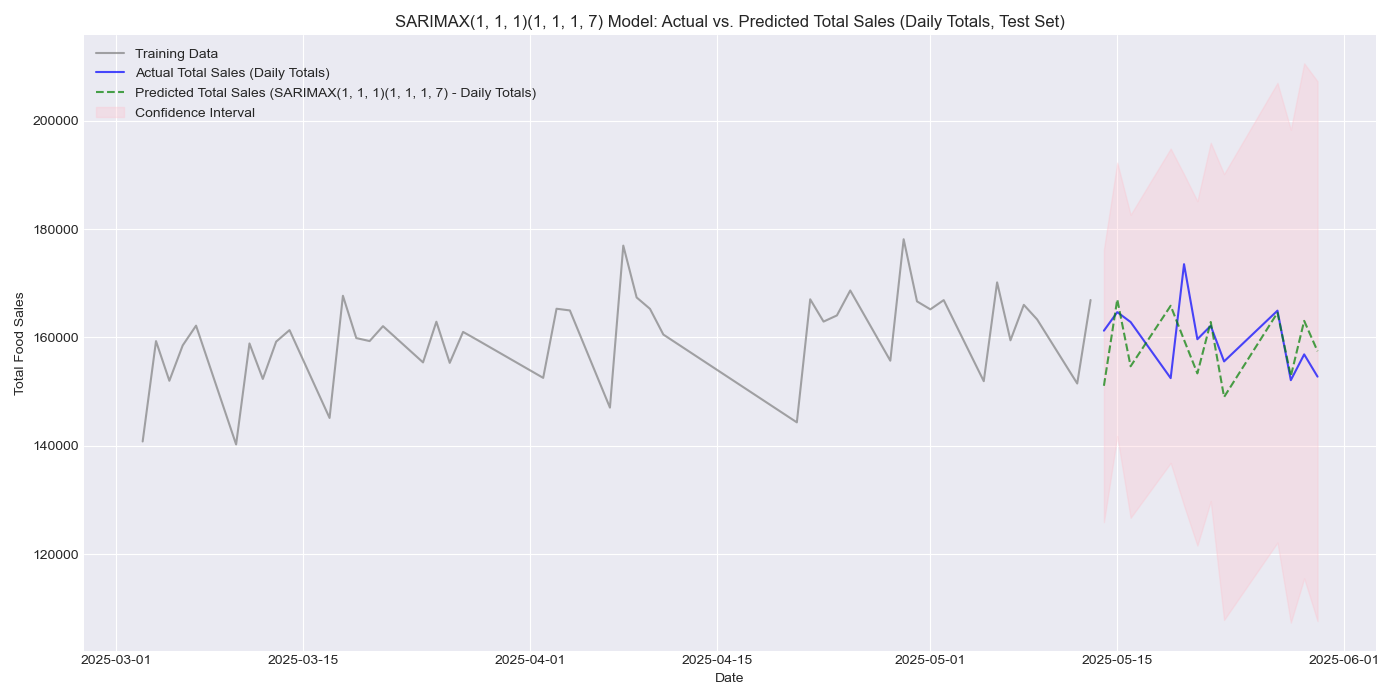 SARIMAX(1, 1, 1)(1, 1, 1, 7) Model: Actual vs. Predicted Total Sales (Daily Totals, Test Set)
Training Data
Actual Total Sales (Daily Totals)
Predicted Total Sales (SARIMAX(1, 1, 1)(1, 1, 1, 7) - Daily Totals)
Confidence Interval
Total Food Sales
200000
180000
160000
140000
120000
2025-03-01
2025-03-15
2025-04-01
2025-04-15
2025-05-01
2025-05-15
2025-06-01
Date